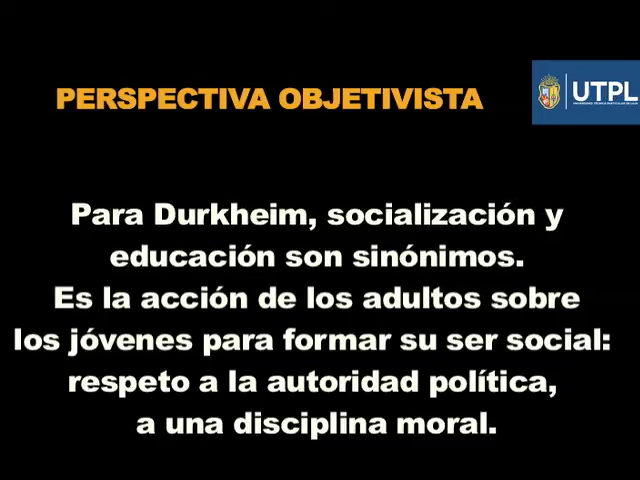 PERSPECTIVA OBJETIVISTA
UTPL
Para Durkheim, socialización y
educación son sinónimos.
Es la acción de los adultos sobre
los jóvenes para formar su ser social:
respeto a la autoridad política,
a una disciplina moral.